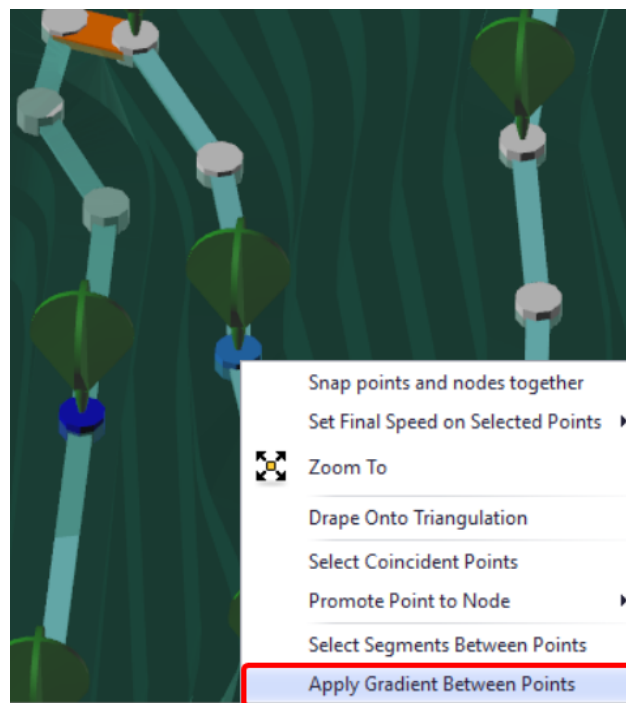 Snap points and nodes together
Set Final Speed on Selected Points
Zoom To
Drape Onto Triangulation
Select Coincident Points
Promote Point to Node
Select Segments Between Points
Apply Gradient Between Points